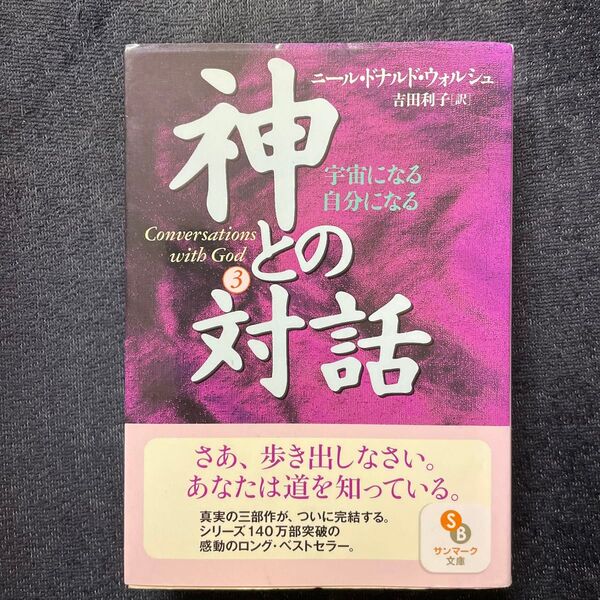 ニール・ドナルド・ウォルシュ
吉田利子[訳]
神
との
対話
宇宙になる
自分になる
Conversations
with God
3
さあ、歩き出しなさい。
あなたは道を知っている。
真実の三部作が、ついに完結する。
シリーズ140万部突破の
感動のロング・ベストセラー。
SB
サンマーク
文庫